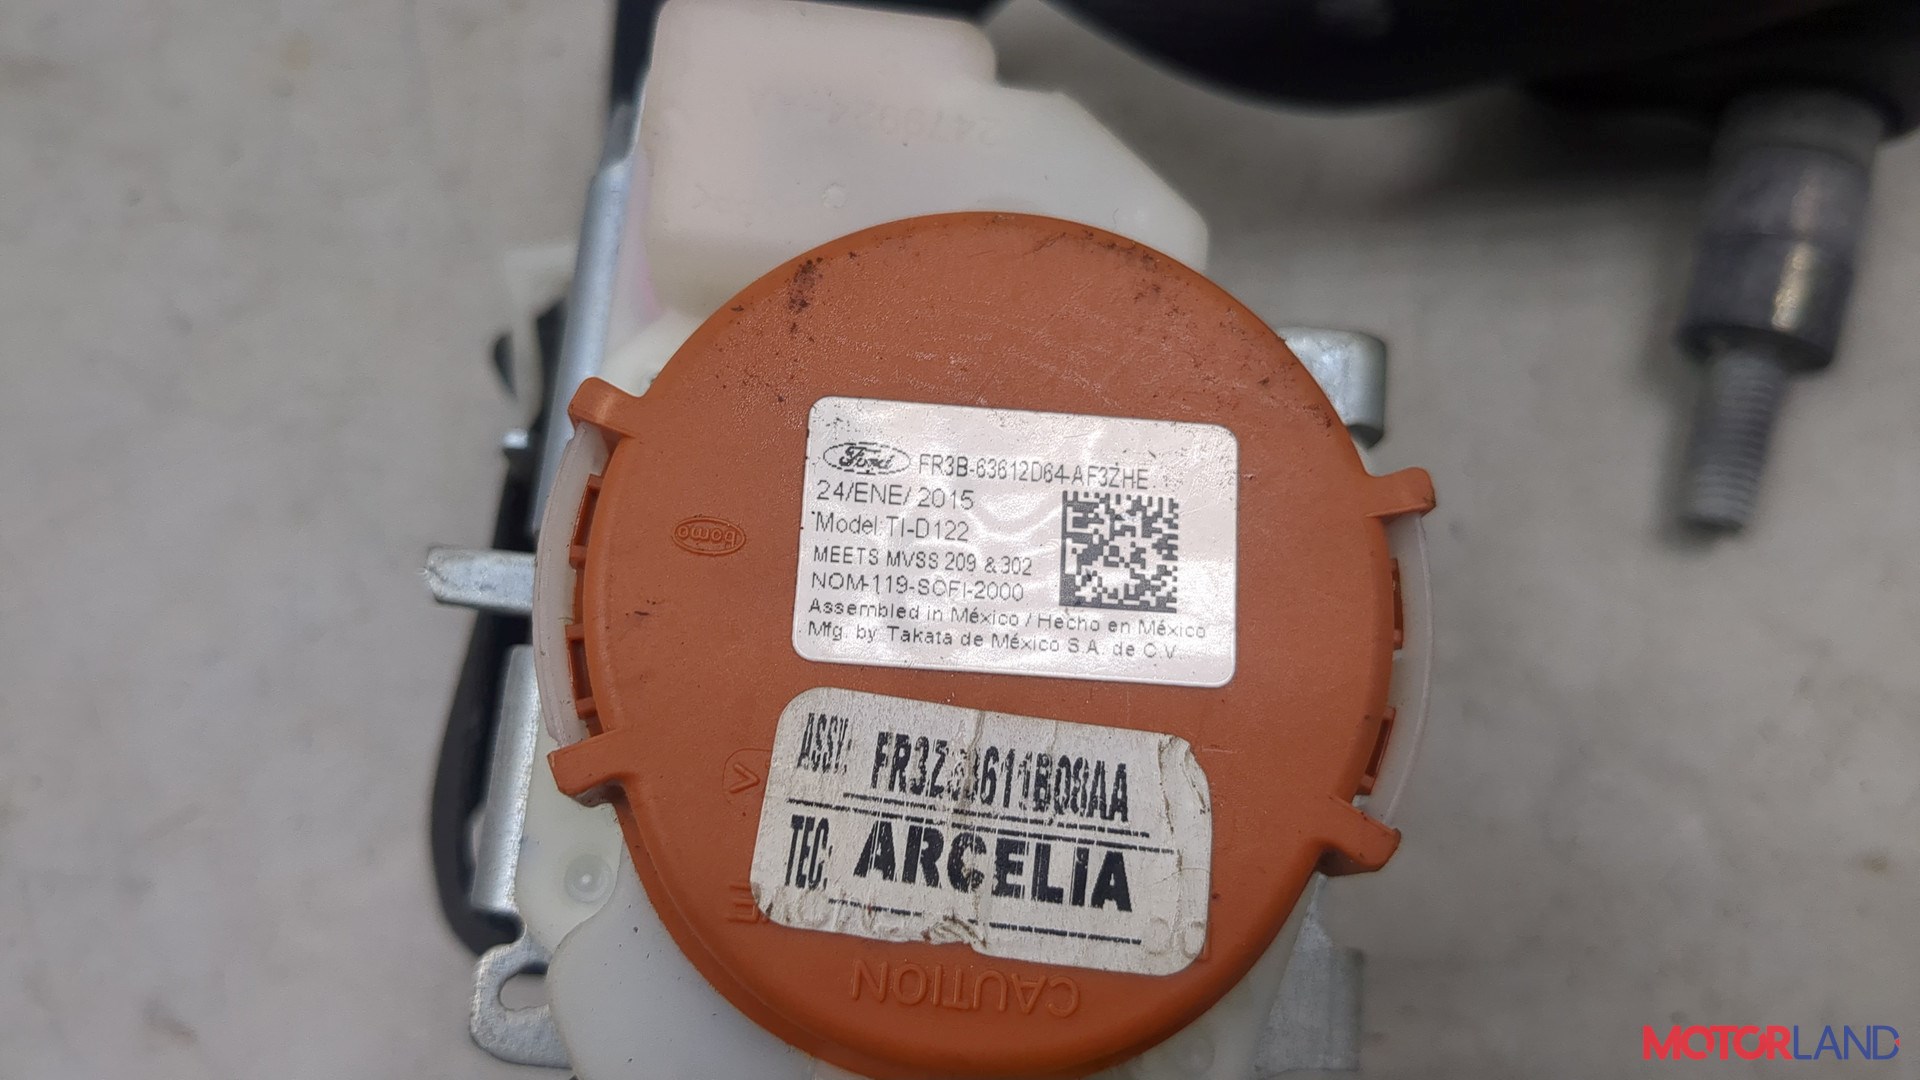 Ford FR3B-63612D64-AF3ZHE
24/ENE/2015
Model:TI-D122
MEETS MVSS 209 & 302
NOM-119-SCFI-2000
Assembled in México / Hecho en México
Mfg. by Takata de México S.A. de C.V.
ASSY:
TEC: ARCELIA
CAUTION
MOTORLAND